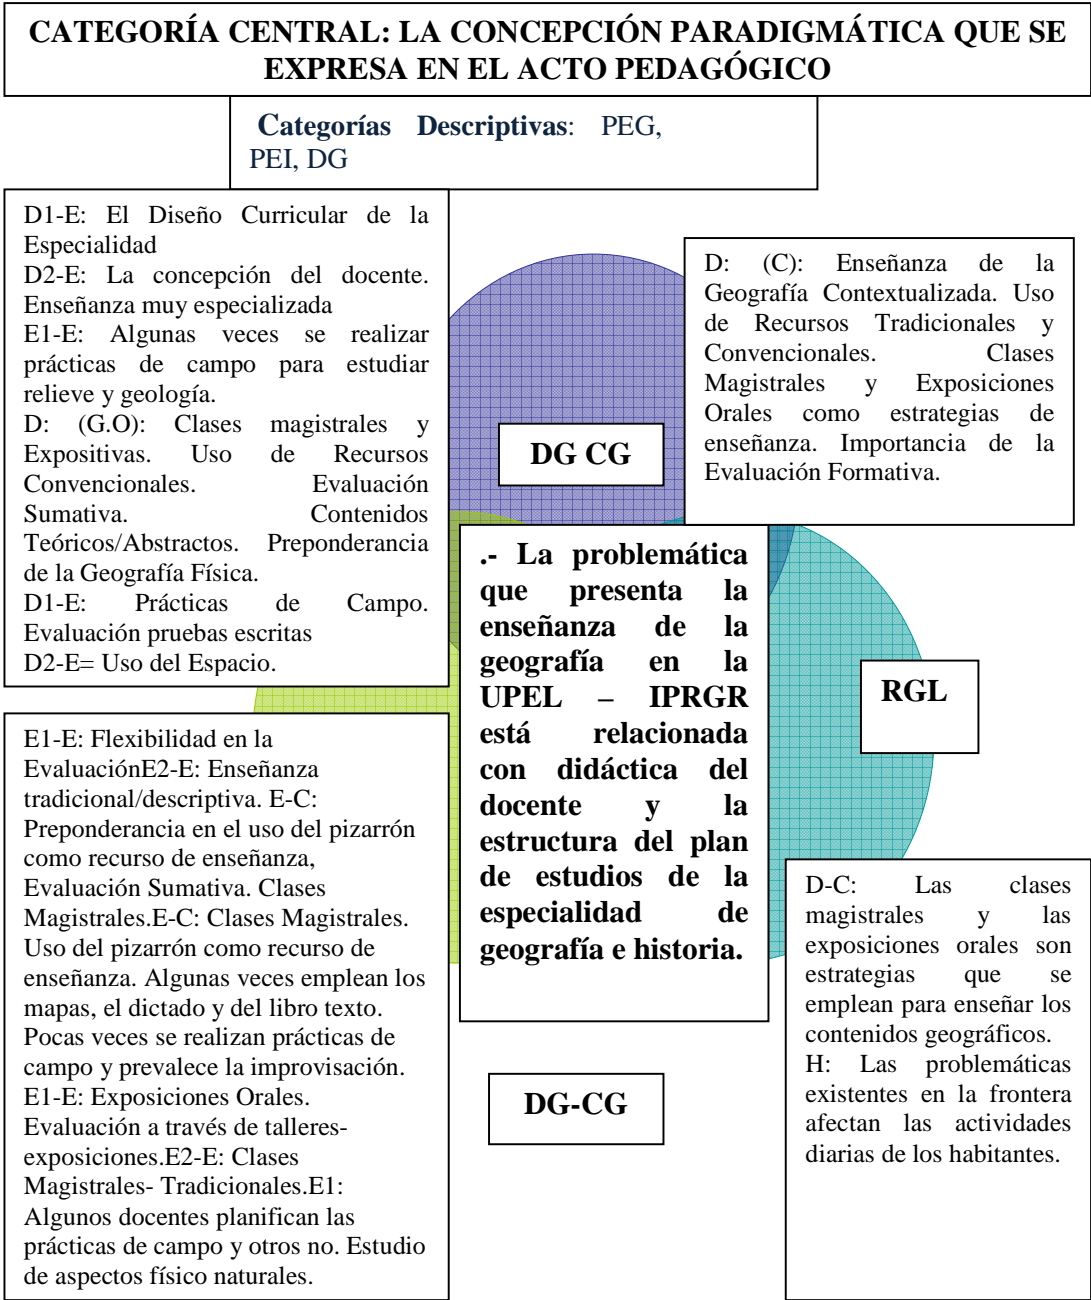 CATEGORÍA CENTRAL: LA CONCEPCIÓN PARADIGMÁTICA QUE SE
EXPRESA EN EL ACTO PEDAGÓGICO
Categorías Descriptivas: PEG,
PEI, DG
D1-E: El Diseño Curricular de la
Especialidad
D2-E: La concepción del docente.
Enseñanza muy especializada
E1-E: Algunas veces se realizar
prácticas de campo para estudiar
relieve y geología.
D: (G.O): Clases magistrales y
Expositivas. Uso de Recursos
Convencionales. Evaluación
Sumativa. Contenidos
Teóricos/Abstractos. Preponderancia
de la Geografía Física.
D1-E: Prácticas de Campo.
Evaluación pruebas escritas
D2-E= Uso del Espacio.
D: (C): Enseñanza de la
Geografía Contextualizada. Uso
de Recursos Tradicionales y
Convencionales. Clases
Magistrales y Exposiciones
Orales como estrategias de
enseñanza. Importancia de la
Evaluación Formativa.
DG CG
.- La problemática
que presenta la
enseñanza de la
geografía en la
UPEL – IPRGR
está relacionada
con didáctica del
docente y la
estructura del plan
de estudios de la
especialidad de
geografía e historia.
RGL
E1-E: Flexibilidad en la
EvaluaciónE2-E: Enseñanza
tradicional/descriptiva. E-C:
Preponderancia en el uso del pizarrón
como recurso de enseñanza,
Evaluación Sumativa. Clases
Magistrales.E-C: Clases Magistrales.
Uso del pizarrón como recurso de
enseñanza. Algunas veces emplean los
mapas, el dictado y del libro texto.
Pocas veces se realizan prácticas de
campo y prevalece la improvisación.
E1-E: Exposiciones Orales.
Evaluación a través de talleres-
exposiciones.E2-E: Clases
Magistrales- Tradicionales.E1:
Algunos docentes planifican las
prácticas de campo y otros no. Estudio
de aspectos físico naturales.
D-C: Las clases
magistrales y las
exposiciones orales son
estrategias que se
emplean para enseñar los
contenidos geográficos.
H: Las problemáticas
existentes en la frontera
afectan las actividades
diarias de los habitantes.
DG-CG